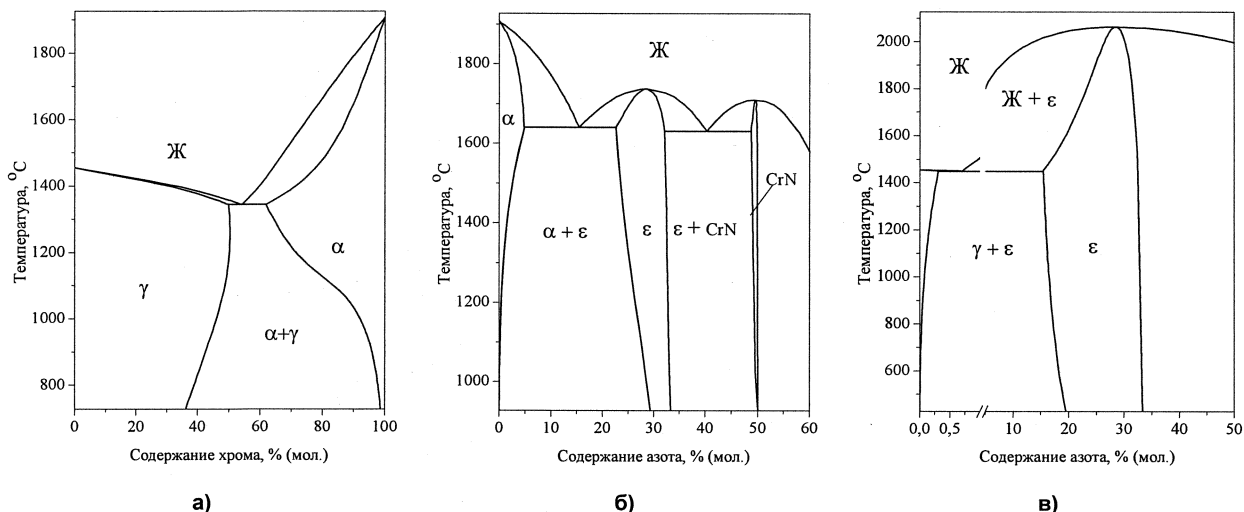 Температура, °C
1800
1600
1400
1200
1000
800
0
20
40
60
80
100
Содержание хрома, % (мол.)
Ж
γ
α
α+γ
а)
Температура, °C
1800
1600
1400
1200
1000
0
10
20
30
40
50
60
Содержание азота, % (мол.)
Ж
α
α + ε
ε
ε + CrN
CrN
б)
Температура, °C
2000
1800
1600
1400
2000
1000
800
600
0,0
0,5
10
20
30
40
50
Содержание азота, % (мол.)
Ж
Ж + ε
γ + ε
ε
в)